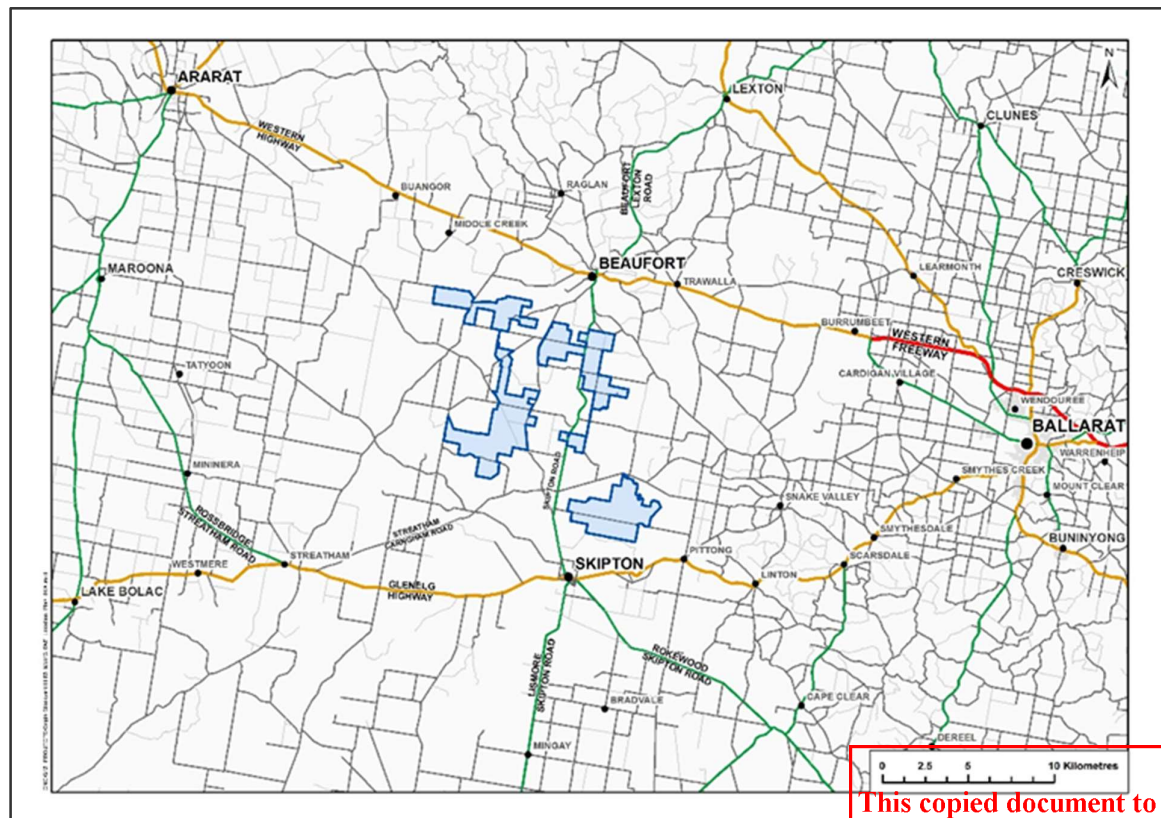 N
ARARAT
LEXTON
CLUNES
WESTERN
HIGHWAY
BUANGOR
RAGLAN
BEAUFORT
LEXTON
ROAD
MIDDLE CREEK
MAROONA
BEAUFORT
TRAWALLA
LEARMONTH
CRESWICK
BURRUMBEET
WESTERN
FREEWAY
TATYOON
CARDIGAN VILLAGE
WENDOUREE
BALLARAT
WARRENHEIP
MININERA
SMYTHES CREEK
MOUNT CLEAR
SKIPTON ROAD
SNAKE VALLEY
ROSSBRIDGE
STREATHAM ROAD
STREATHAM
CARNGHAM ROAD
SMYTHESDALE
BUNINYONG
STREATHAM
WESTMERE
PITTONG
SCARSDALE
SKIPTON
LINTON
GLENELG
HIGHWAY
LAKE BOLAC
LISMORE
SKIPTON ROAD
ROKEWOOD
SKIPTON ROAD
BRADVALE
CAPE CLEAR
MINGAY
DEREEL
0 2.5 5 10 Kilometres
This copied document to